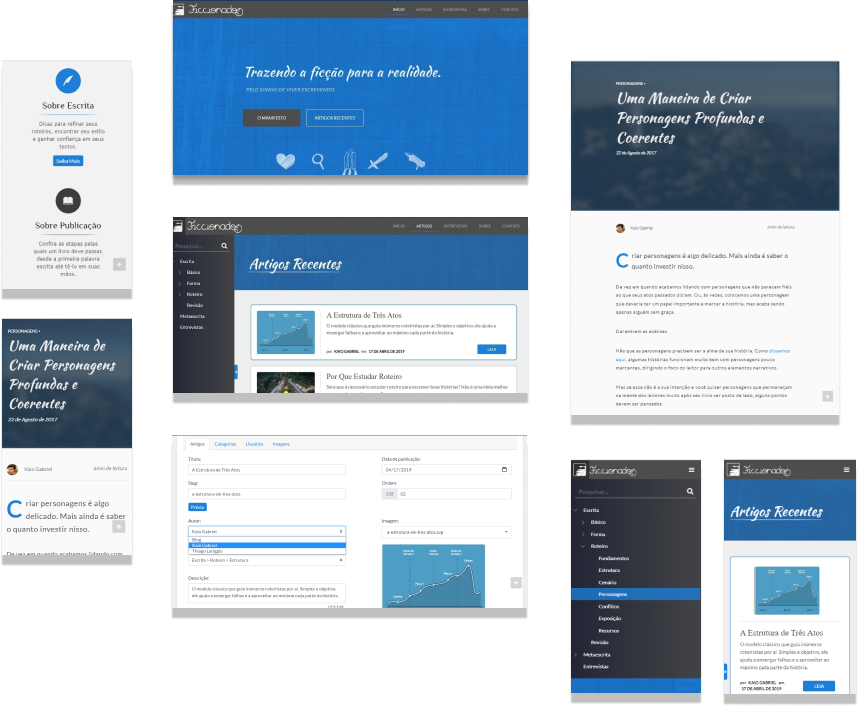 Ficcionados
INÍCIO ARTIGOS ENTREVISTAS SOBRE CONTATO
Trazendo a ficção para a realidade.
PELO SONHO DE VIVER ESCREVENDO.
O MANIFESTO
ARTIGOS RECENTES
Sobre Escrita
Dicas para refinar seus
roteiros, encontrar seu estilo
e ganhar confiança em seus
textos.
Saiba Mais
Sobre Publicação
Confira as etapas pelas
quais um livro deve passar,
desde a primeira palavra
escrita até tê-lo em suas
mãos.
PERSONAGENS
Uma Maneira de Criar
Personagens Profundas e
Coerentes
22 de Agosto de 2017
Kaio Gabriel
6min de leitura
Criar personagens é algo delicado. Mais ainda é saber o
quanto investir nisso.
Da vez em quando acabamos lidando com personagens que não parecem fiéis
ao que seus atos passados diziam. Ou, às vezes, colocamos uma personagem
que deveria ter um papel importante a marcar a história, mas acaba sendo
apenas alguém sem graça.
Daí entram as análises.
Não que as personagens precisem ser a alma da sua história. Como dissemos
aqui, algumas histórias funcionam muito bem com personagens pouco
marcantes, dirigindo o foco do leitor para outros elementos narrativos.
Mas se essa não é a sua intenção e você quiser personagens que permaneçam
na mente dos leitores muito após seu livro ser posto de lado, alguns pontos
devem ser pensados.
Ficcionados
INÍCIO ARTIGOS ENTREVISTAS SOBRE CONTATO
Pesquisar...
Escrita
Básico
Forma
Roteiro
Revisão
Metaescrita
Entrevistas
Artigos Recentes
A Estrutura de Três Atos
O modelo clássico que guia inúmeros roteiristas por aí. Simples e objetivo, ele ajuda a
enxergar falhas e a aproveitar ao máximo cada parte da história.
por KAIO GABRIEL em 17 DE ABRIL DE 2019
LEIA
Por Que Estudar Roteiro
Será que é necessário estudar roteiro para escrever boas histórias? Não é uma ideia melhor
PERSONAGENS
Uma Maneira de
Criar Personagens
Profundas e
Coerentes
22 de Agosto de 2017
Kaio Gabriel
6min de leitura
Criar personagens é algo
delicado. Mais ainda é saber
o quanto investir nisso.
Da vez em quando acabamos lidando com
Artigos Categorias Usuários Imagens
Título:
A Estrutura de Três Atos
Data de publicação:
04/17/2019
Slug:
a-estrutura-de-tres-atos
Ordem:
102 02
Prévia
Autor:
Kaio Gabriel
Blog
Kaio Gabriel
Thiago Loriggio
Escrita > Roteiro > Estrutura
Imagem:
a-estrutura-de-tres-atos.svg
Descrição:
O modelo clássico que guia inúmeros roteiristas por aí. Simples e objetivo,
ele ajuda a enxergar falhas e a aproveitar ao máximo cada parte da história.
Ficcionados
Pesquisar...
Escrita
Básico
Forma
Roteiro
Fundamentos
Estrutura
Cenário
Personagens
Conflitos
Exposição
Recursos
Revisão
Metaescrita
Entrevistas
Ficcionados
Artigos Recentes
A Estrutura de Três Atos
O modelo clássico que guia inúmeros
roteiristas por aí. Simples e objetivo, ele
ajuda a enxergar falhas e a aproveitar ao
máximo cada parte da história.
por KAIO GABRIEL em
17 DE ABRIL DE 2019
LEIA